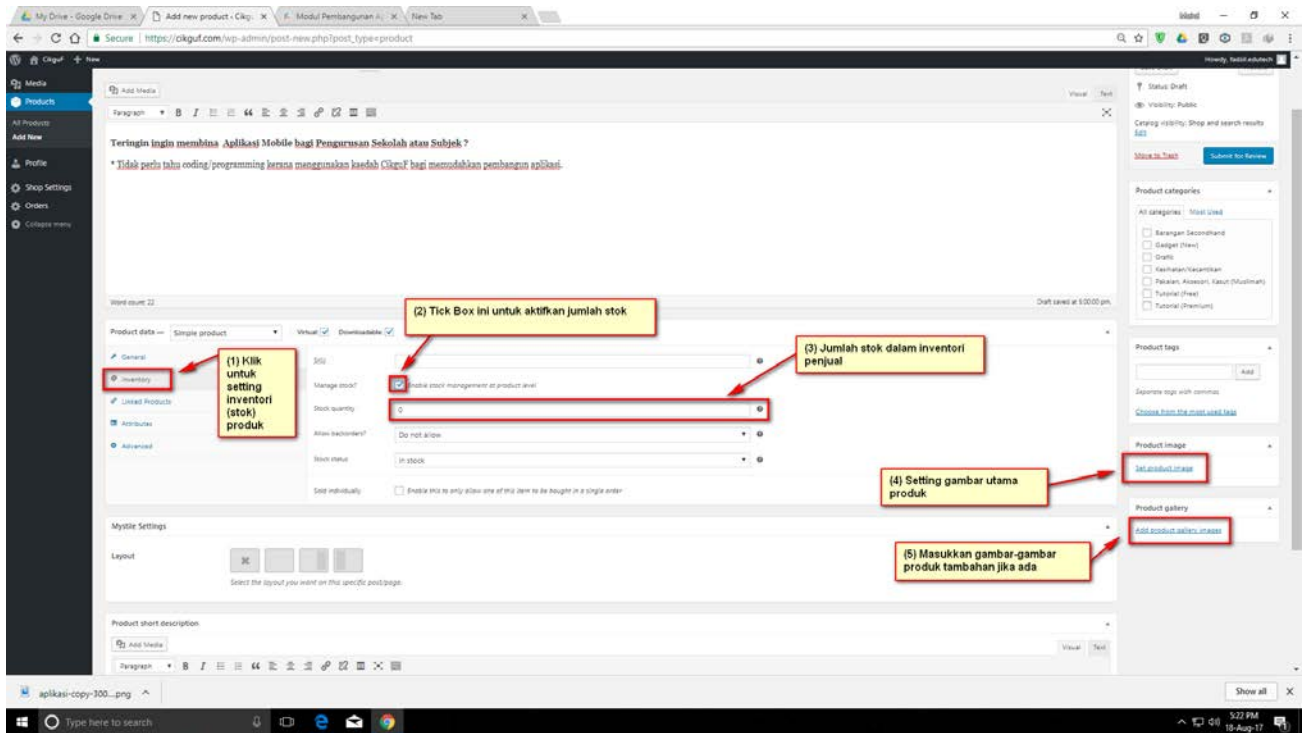 My Drive - Google Drive
Add new product - Cikgu
Modul Pembangunan A
New Tab
Secure | https://cikguf.com/wp-admin/post-new.php?post_type=product
CikguF
New
Howdy, fadzil.edutech
Media
Products
All Products
Add New
Profile
Shop Settings
Orders
Collapse menu
Add Media
Visual
Text
Paragraph
Teringin ingin membina Aplikasi Mobile bagi Pengurusan Sekolah atau Subjek ?
* Tidak perlu tahu coding/programming kerana menggunakan kaedah CikguF bagi memudahkan pembangun aplikasi.
Word count: 22
Draft saved at 5:00:00 pm.
Status: Draft
Visibility: Public
Catalog visibility: Shop and search results
Edit
Move to Trash
Submit for Review
Product categories
All categories
Most Used
Barangan Secondhand
Gadget (New)
Grafik
Kesihatan/Kecantikan
Pakaian, Aksesori, Kasut (Muslimah)
Tutorial (Free)
Tutorial (Premium)
Product tags
Add
Separate tags with commas
Choose from the most used tags
Product image
Set product image
Product gallery
Add product gallery images
Product data —
Simple product
Virtual:
Downloadable:
General
Inventory
Linked Products
Attributes
Advanced
SKU
Manage stock?
Enable stock management at product level
Stock quantity
0
Allow backorders?
Do not allow
Stock status
In stock
Sold individually
Enable this to only allow one of this item to be bought in a single order
(1) Klik
untuk
setting
inventori
(stok)
produk
(2) Tick Box ini untuk aktifkan jumlah stok
(3) Jumlah stok dalam inventori
penjual
(4) Setting gambar utama
produk
(5) Masukkan gambar-gambar
produk tambahan jika ada
Mystile Settings
Layout
Select the layout you want on this specific post/page.
Product short description
Add Media
Visual
Text
Paragraph
aplikasi-copy-300....png
Show all
Type here to search
5:22 PM
18-Aug-17